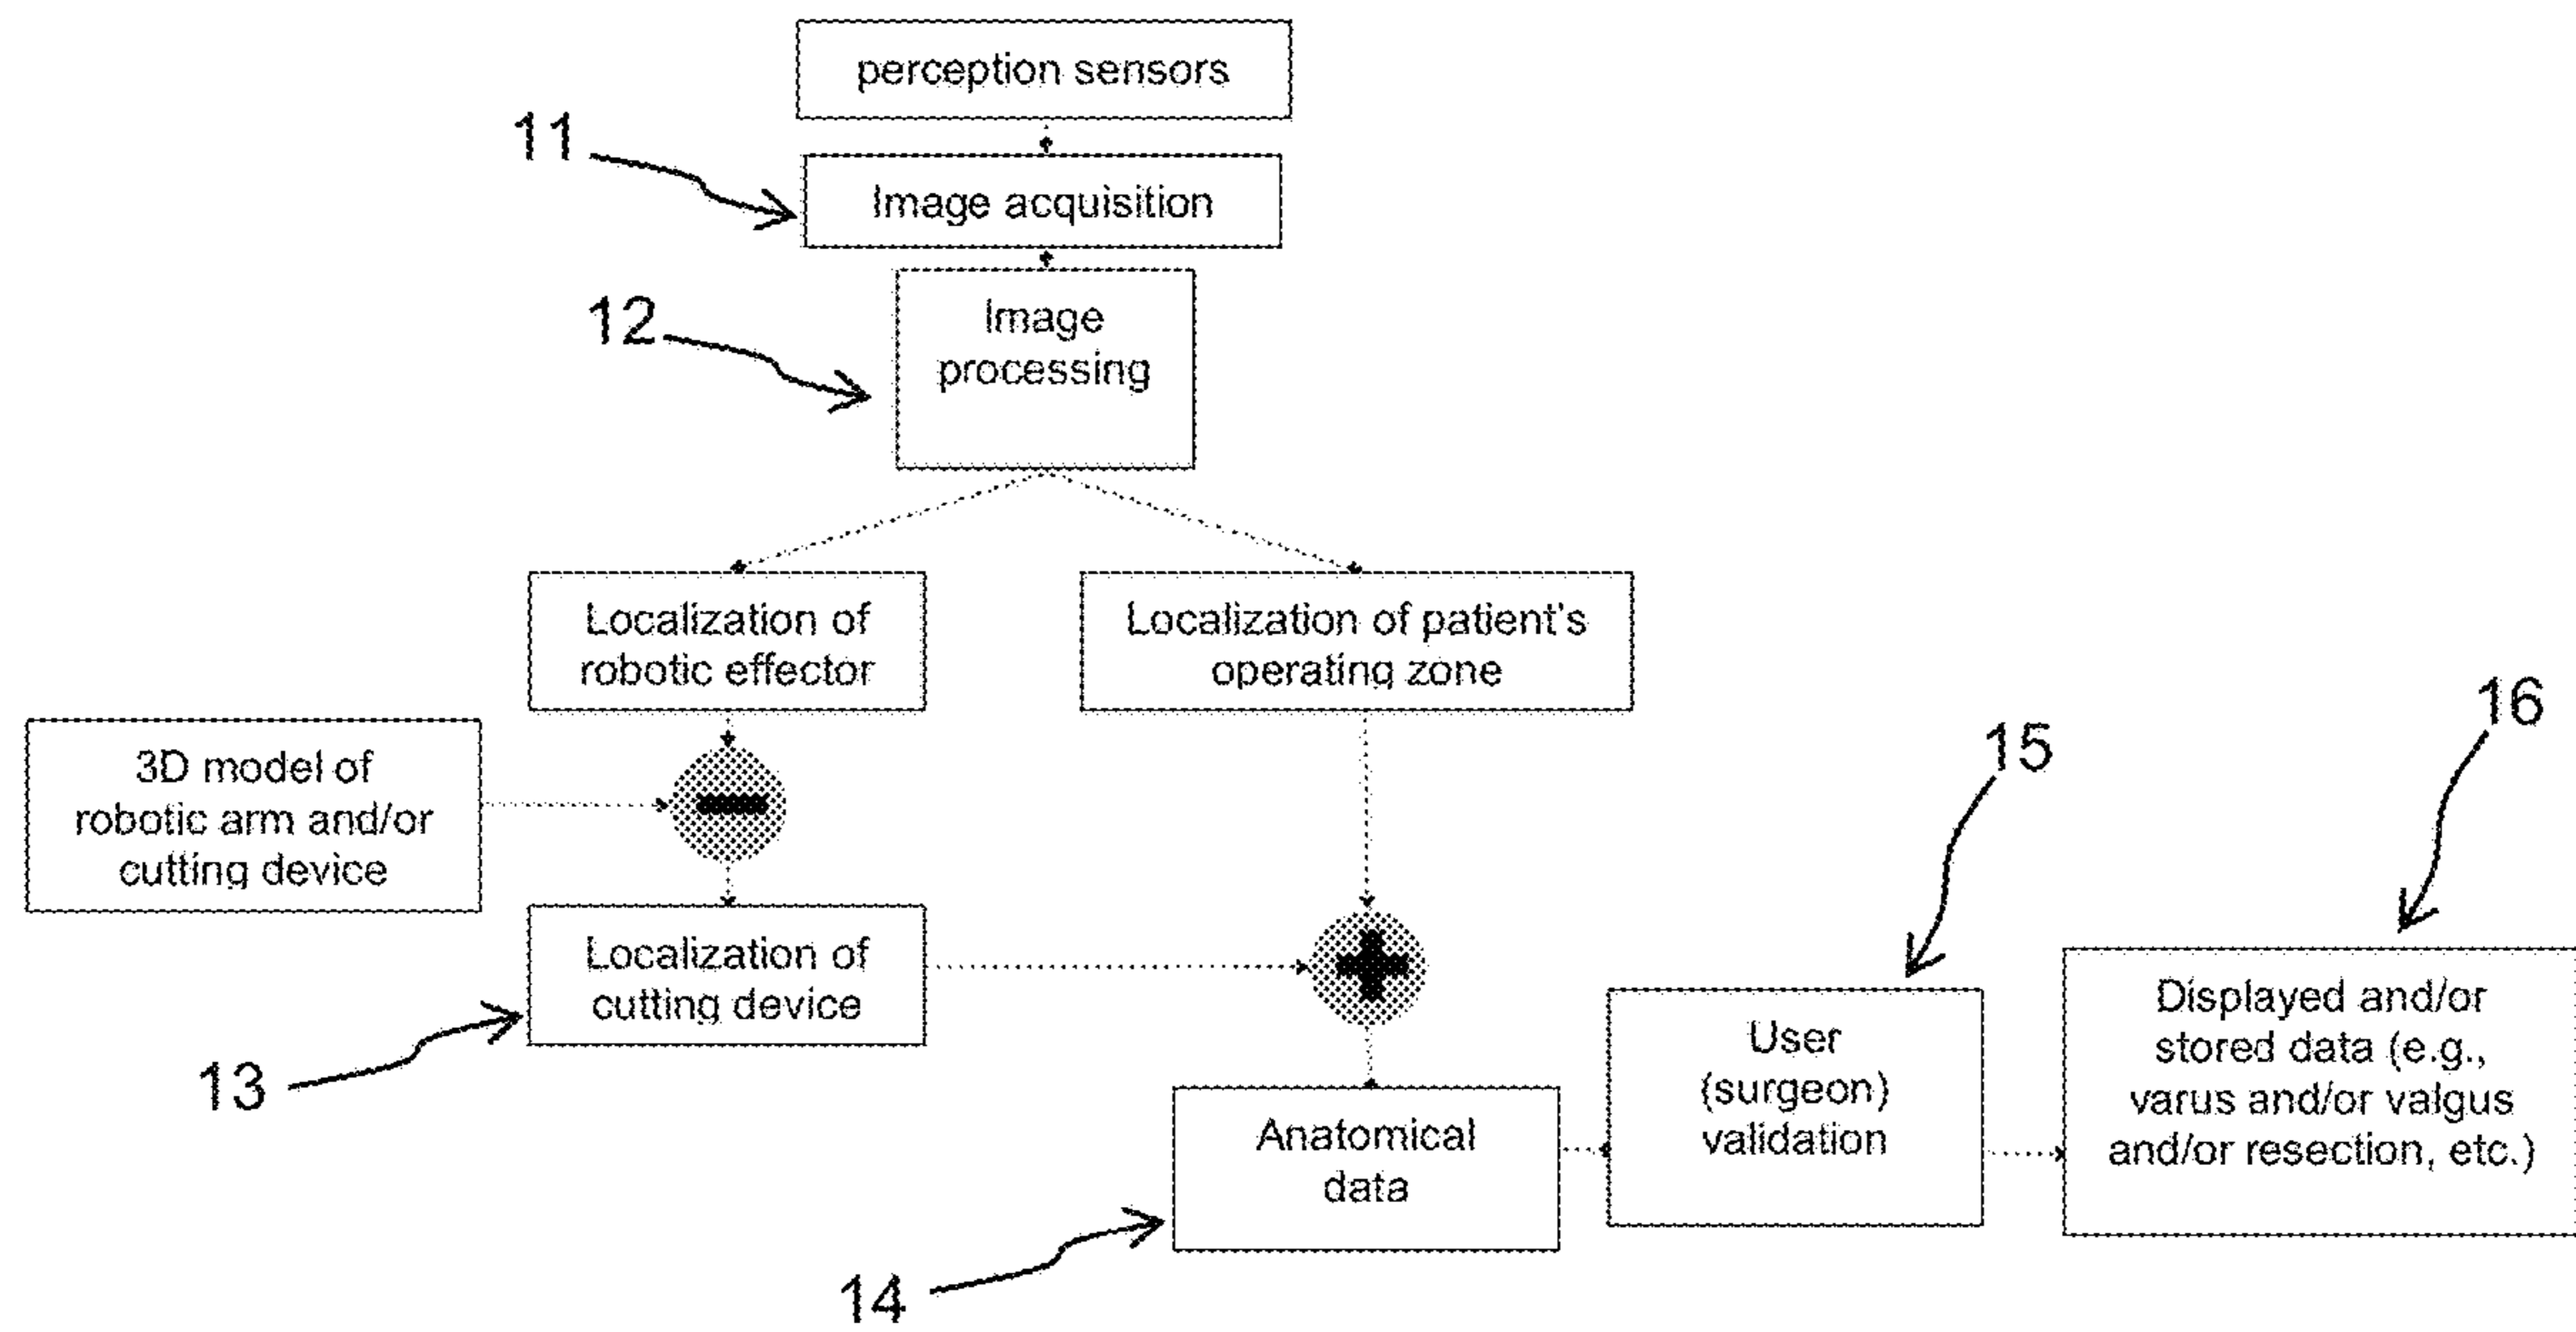 perception sensors
11
Image acquisition
12
Image
processing
Localization of
robotic effector
Localization of patient's
operating zone
3D model of
robotic arm and/or
cutting device
Localization of
cutting device
13
Anatomical
data
14
User
(surgeon)
validation
15
Displayed and/or
stored data (e.g.,
varus and/or valgus
and/or resection, etc.)
16